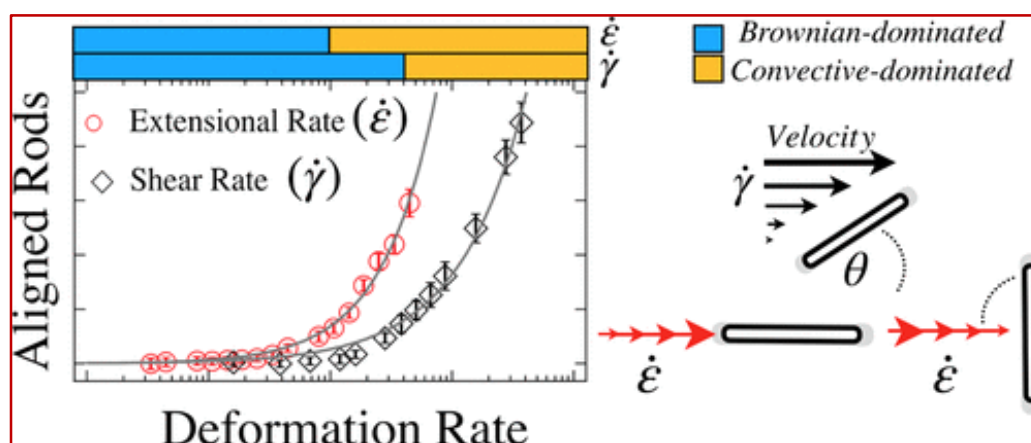 ε̇
γ̇
Brownian-dominated
Convective-dominated
Extensional Rate (ε̇)
Shear Rate (γ̇)
Aligned Rods
Deformation Rate
Velocity
γ̇
θ
ε̇
ε̇